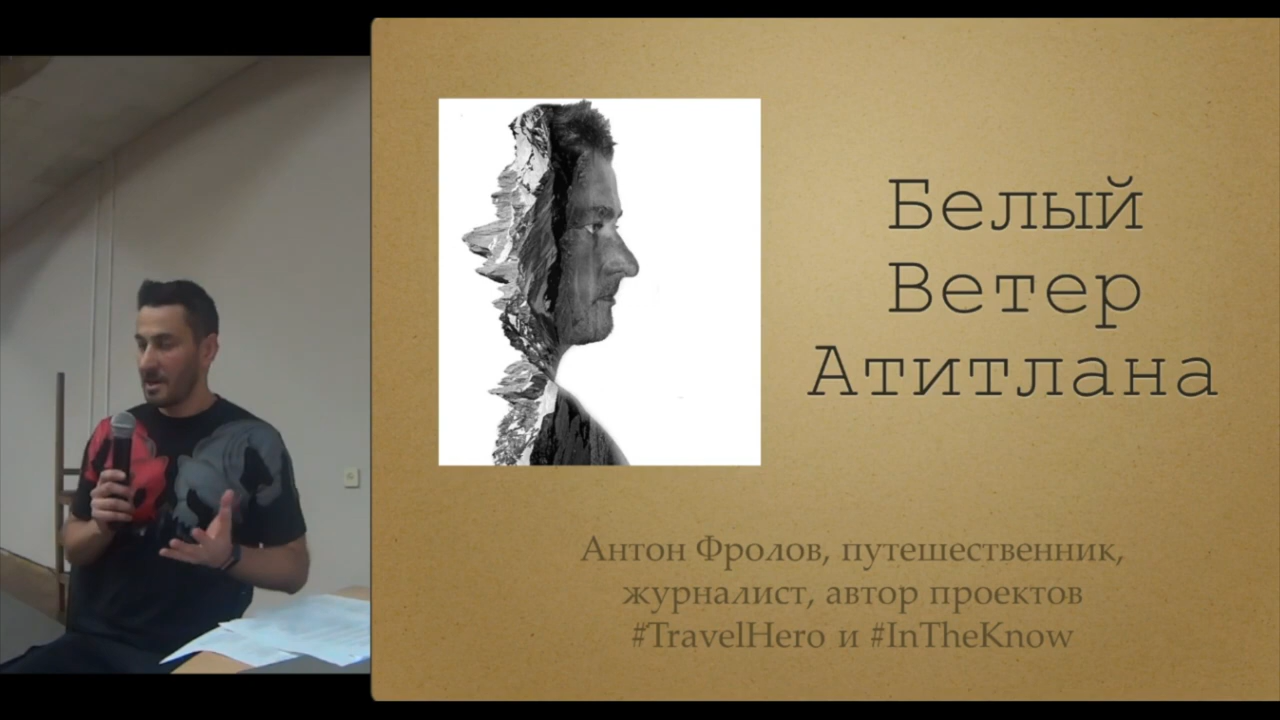 Белый
Ветер
Атитлана
Антон Фролов, путешественник,
журналист, автор проектов
#TravelHero и #InTheKnow